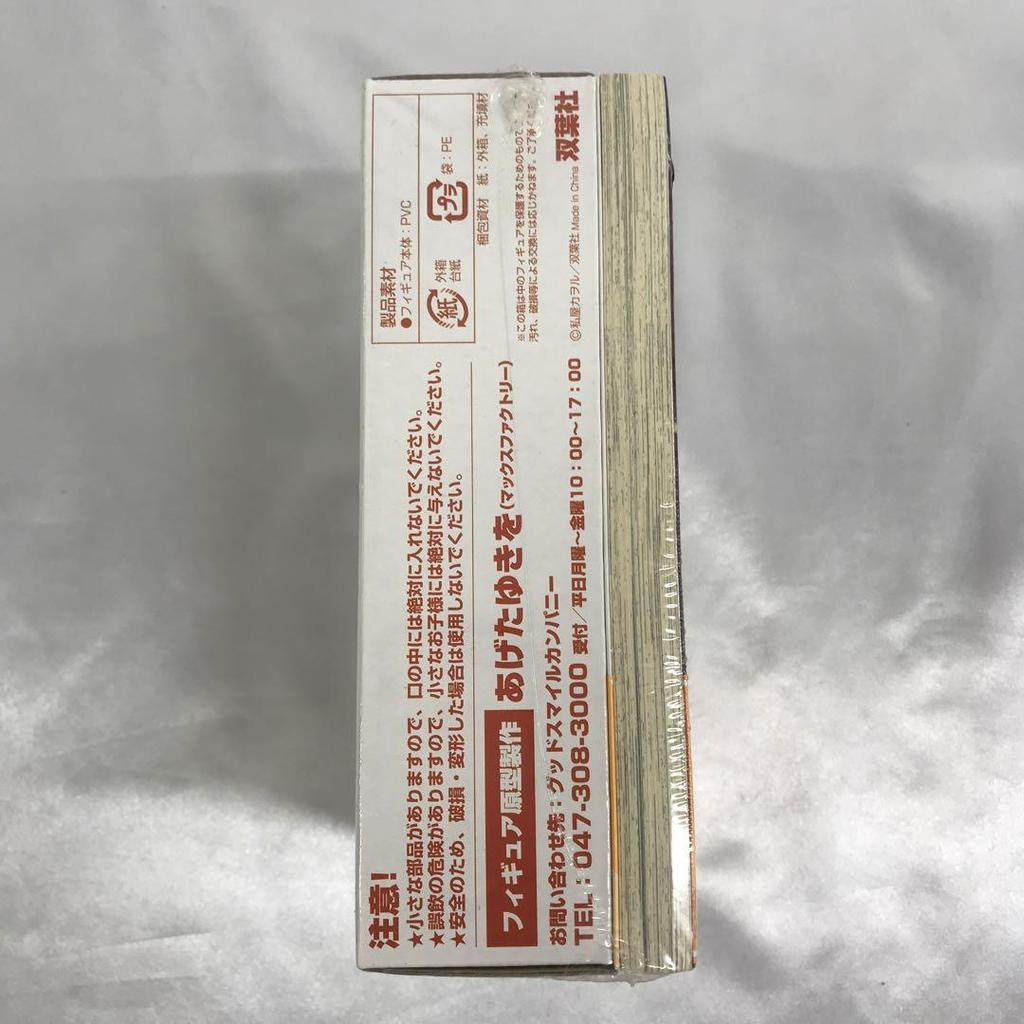 注意!
★小さな部品がありますので、口の中には絶対に入れないでください。
★誤飲の危険がありますので、小さなお子様には絶対に与えないでください。
★安全のため、破損・変形した場合は使用しないでください。
フィギュア原型製作 あげたゆきを(マックスファクトリー)
お問い合わせ先:グッドスマイルカンパニー
TEL:047-308-3000 受付/平日月曜~金曜10:00~17:00
製品素材
●フィギュア本体:PVC
紙
外箱
台紙
プラ
袋:PE
梱包資材 紙:外箱、充填材
※この箱は中のフィギュアを保護するためのもので
汚れ、破損等による交換には応じかねます。ご了承く
©私屋カヲル/双葉社 Made in China
双葉社